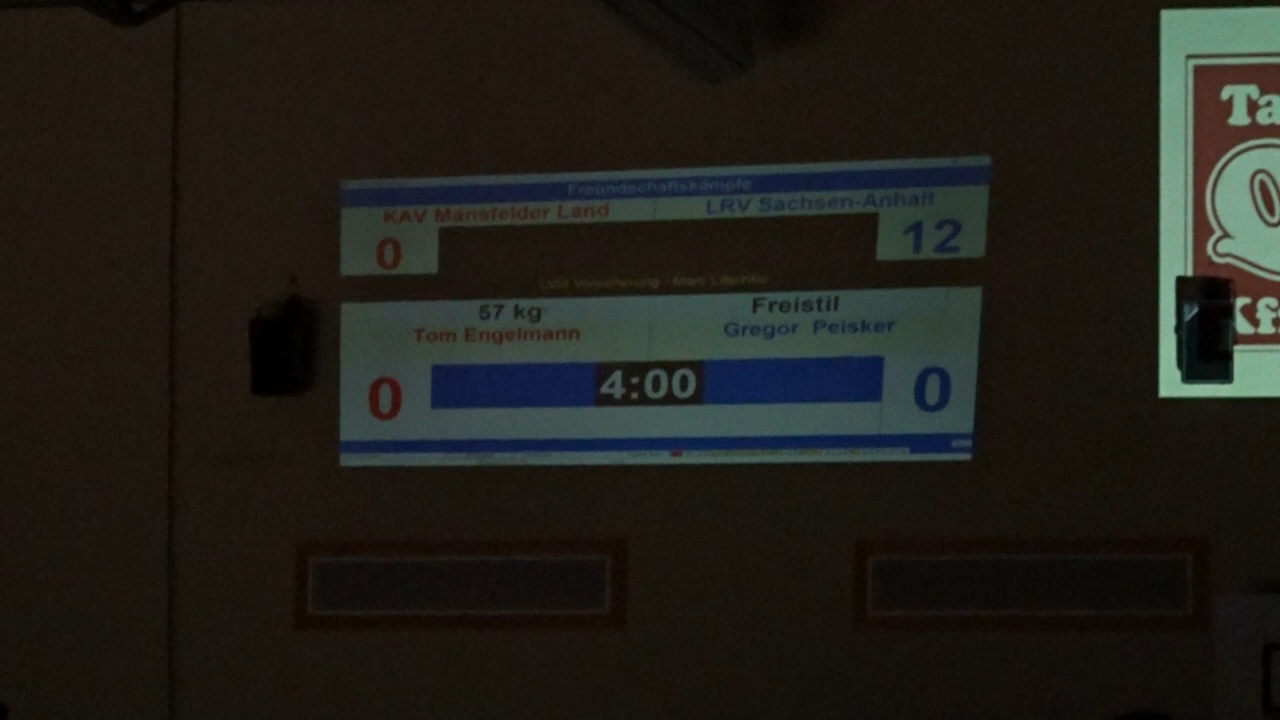 Freundschaftskämpfe
KAV Mansfelder Land
LRV Sachsen-Anhalt
0
12
57 kg
Freistil
Tom Engelmann
Gregor Peisker
0
4:00
0
Ta